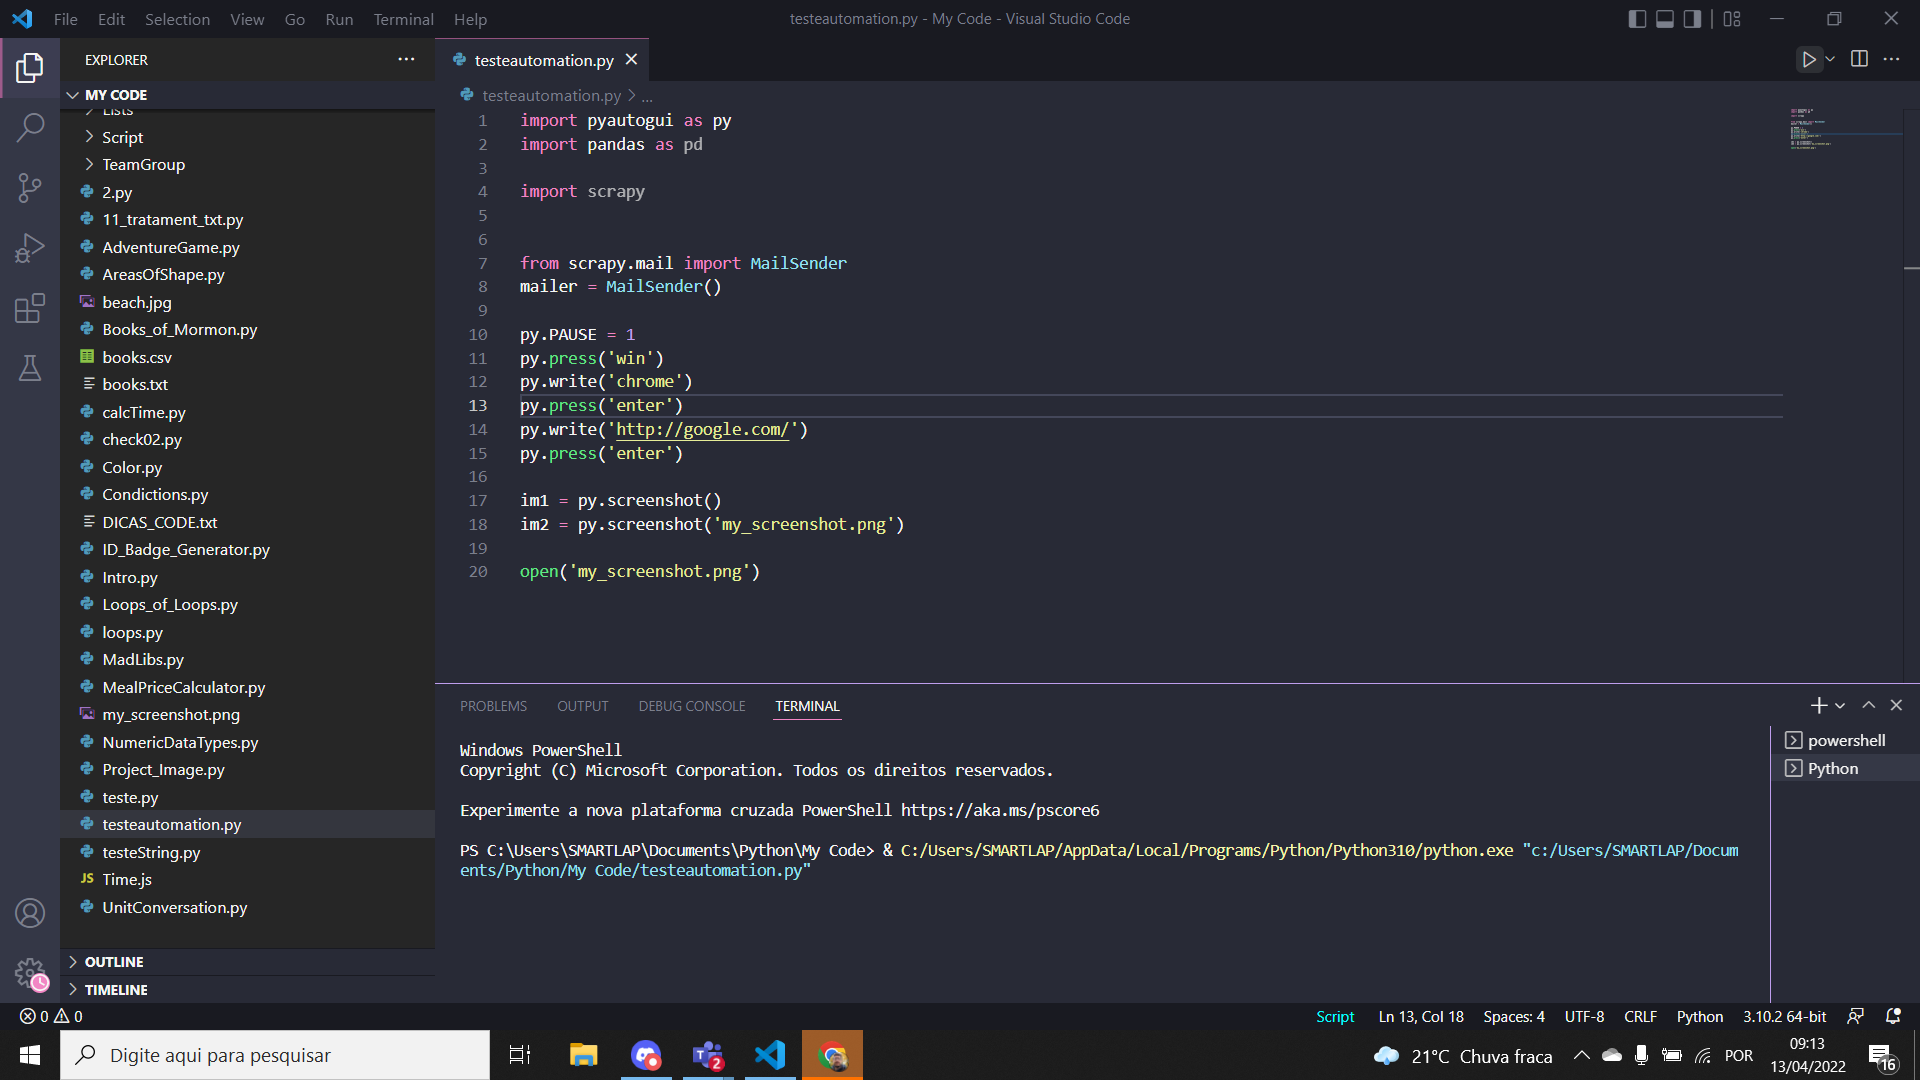 File Edit Selection View Go Run Terminal Help
testeautomation.py - My Code - Visual Studio Code
EXPLORER
MY CODE
Lists
Script
TeamGroup
2.py
11_tratament_txt.py
AdventureGame.py
AreasOfShape.py
beach.jpg
Books_of_Mormon.py
books.csv
books.txt
calcTime.py
check02.py
Color.py
Condictions.py
DICAS_CODE.txt
ID_Badge_Generator.py
Intro.py
Loops_of_Loops.py
loops.py
MadLibs.py
MealPriceCalculator.py
my_screenshot.png
NumericDataTypes.py
Project_Image.py
teste.py
testeautomation.py
testeString.py
JS Time.js
UnitConversation.py
OUTLINE
TIMELINE
testeautomation.py
testeautomation.py > ...
1 import pyautogui as py
2 import pandas as pd
3
4 import scrapy
5
6
7 from scrapy.mail import MailSender
8 mailer = MailSender()
9
10 py.PAUSE = 1
11 py.press('win')
12 py.write('chrome')
13 py.press('enter')
14 py.write('http://google.com/')
15 py.press('enter')
16
17 im1 = py.screenshot()
18 im2 = py.screenshot('my_screenshot.png')
19
20 open('my_screenshot.png')
PROBLEMS OUTPUT DEBUG CONSOLE TERMINAL
Windows PowerShell
Copyright (C) Microsoft Corporation. Todos os direitos reservados.
Experimente a nova plataforma cruzada PowerShell https://aka.ms/pscore6
PS C:\Users\SMARTLAP\Documents\Python\My Code> & C:/Users/SMARTLAP/AppData/Local/Programs/Python/Python310/python.exe "c:/Users/SMARTLAP/Docum
ents/Python/My Code/testeautomation.py"
powershell
Python
0 0
Script Ln 13, Col 18 Spaces: 4 UTF-8 CRLF Python 3.10.2 64-bit
Digite aqui para pesquisar
2
21°C Chuva fraca
POR
09:13
13/04/2022
16